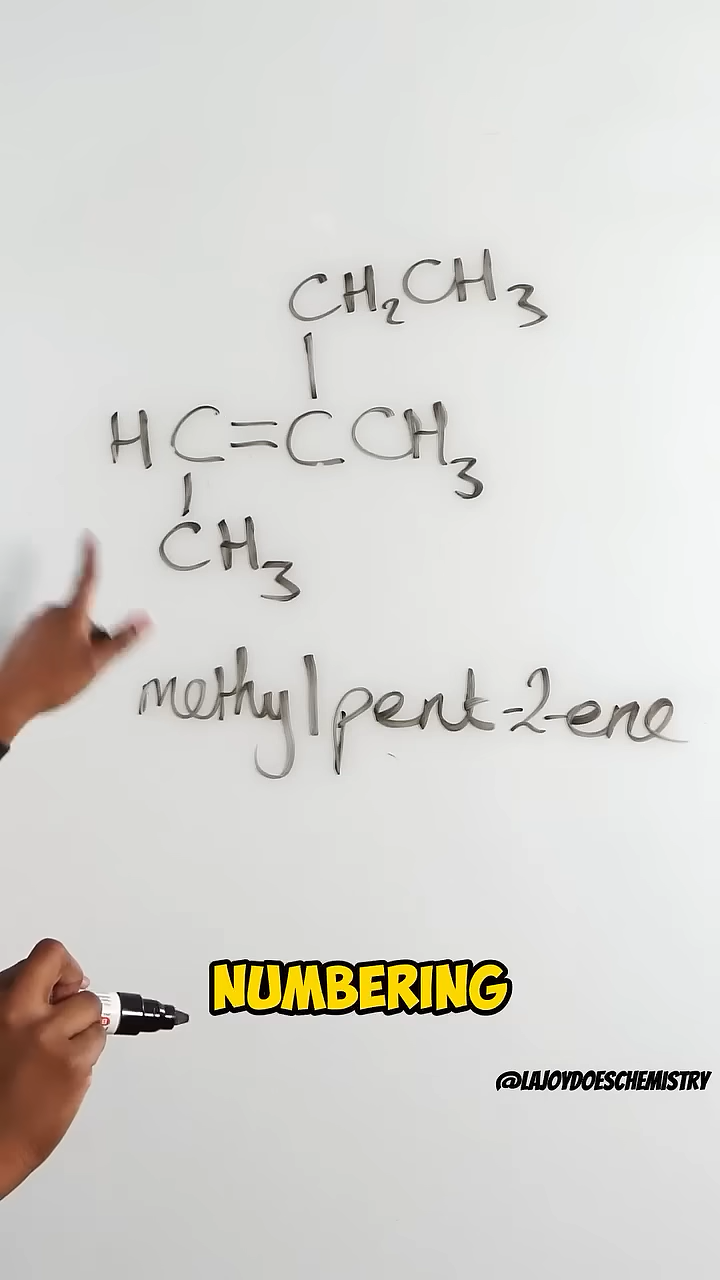 CH₂CH₃
HC=CCH₃
CH₃
methylpent-2-ene
NUMBERING
@LAJOYDOESCHEMISTRY